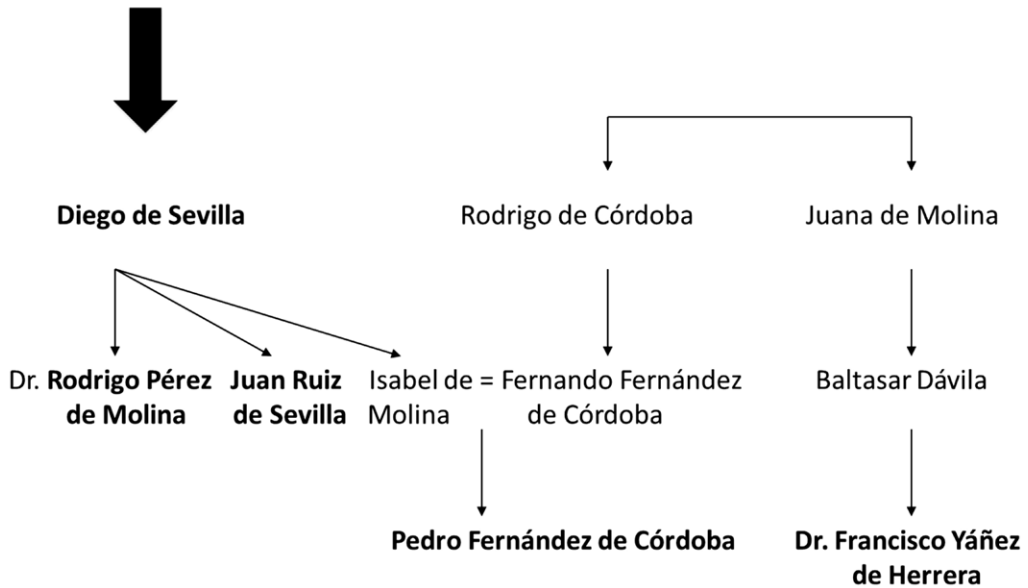 Diego de Sevilla
Rodrigo de Córdoba
Juana de Molina
Dr. Rodrigo Pérez
de Molina
Juan Ruiz
de Sevilla
Isabel de = Fernando Fernández
Molina
de Córdoba
Baltasar Dávila
Pedro Fernández de Córdoba
Dr. Francisco Yáñez
de Herrera